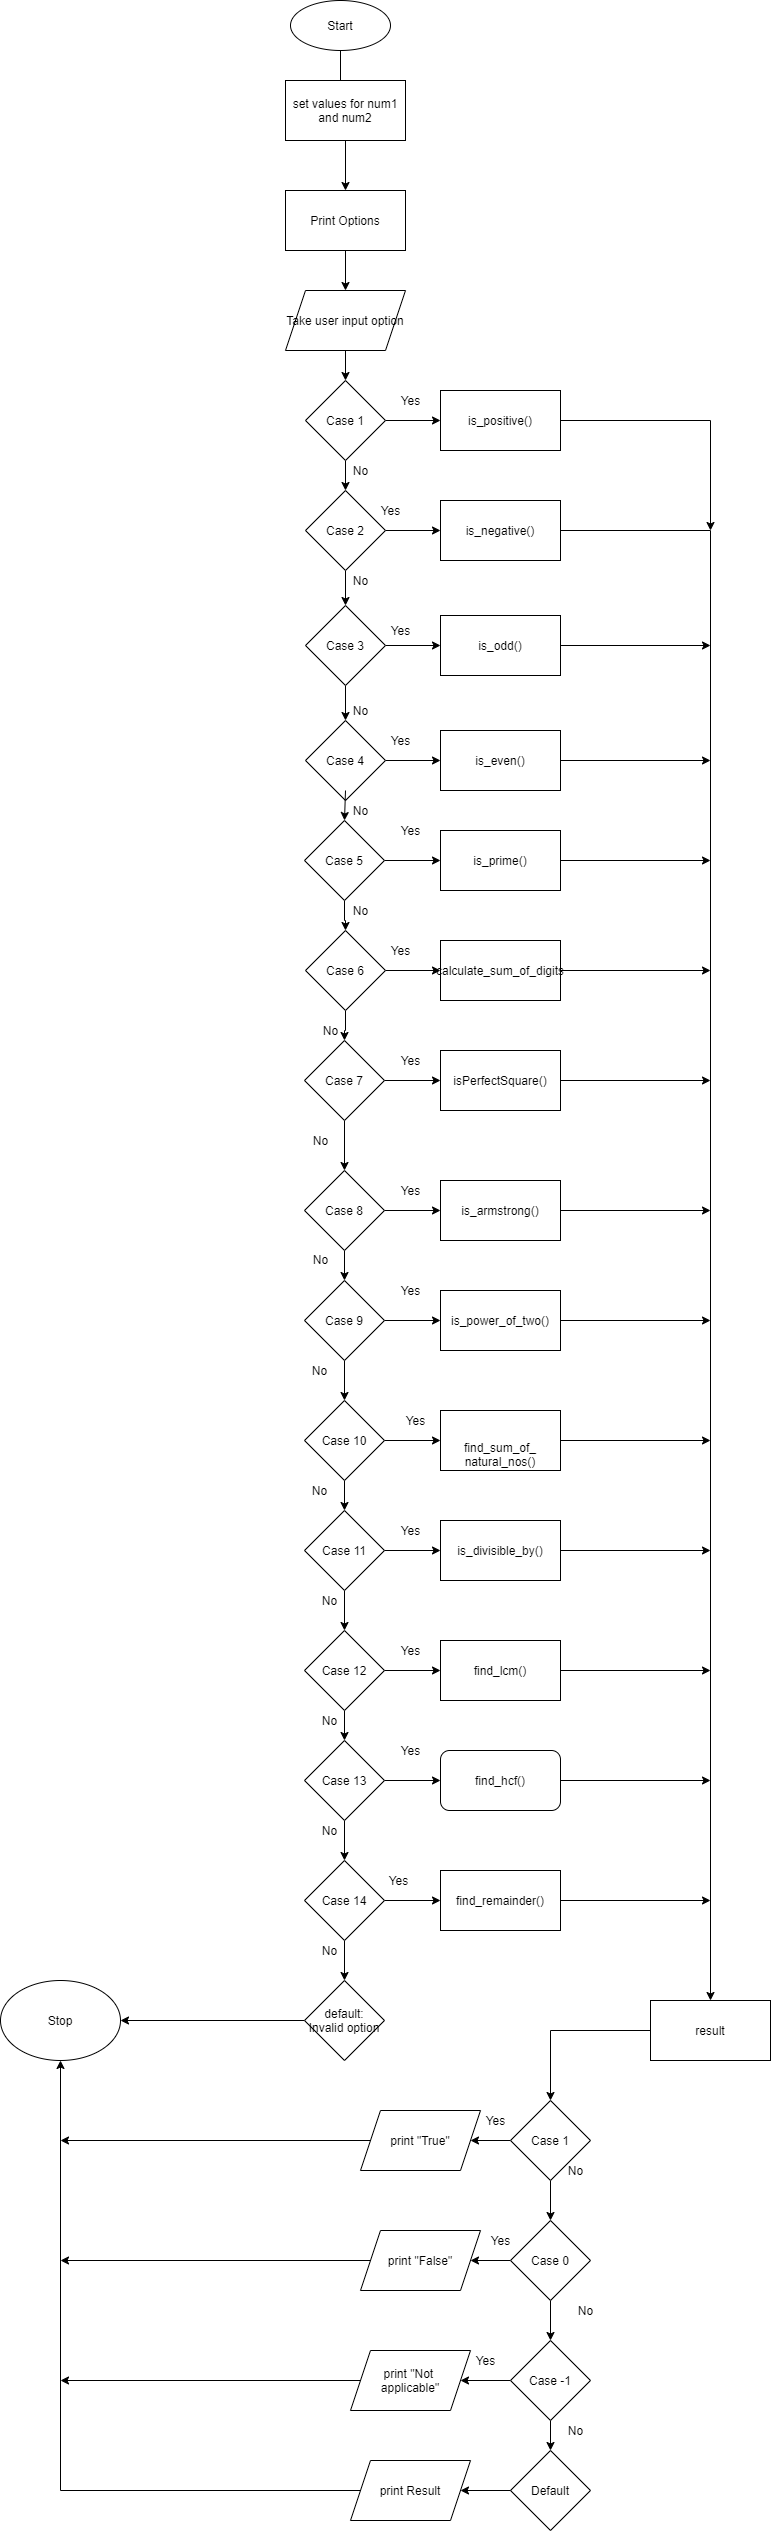 Start
set values for num1
and num2
Print Options
Take user input option
Case 1
Yes
is_positive()
No
Case 2
Yes
is_negative()
No
Case 3
Yes
is_odd()
No
Case 4
Yes
is_even()
No
Case 5
Yes
is_prime()
No
Case 6
Yes
calculate_sum_of_digits
No
Case 7
Yes
isPerfectSquare()
No
Case 8
Yes
is_armstrong()
No
Case 9
Yes
is_power_of_two()
No
Case 10
Yes
find_sum_of_
natural_nos()
No
Case 11
Yes
is_divisible_by()
No
Case 12
Yes
find_lcm()
No
Case 13
Yes
find_hcf()
No
Case 14
Yes
find_remainder()
No
default:
Invalid option
Stop
result
Case 1
Yes
print "True"
No
Case 0
Yes
print "False"
No
Case -1
Yes
print "Not
applicable"
No
Default
print Result